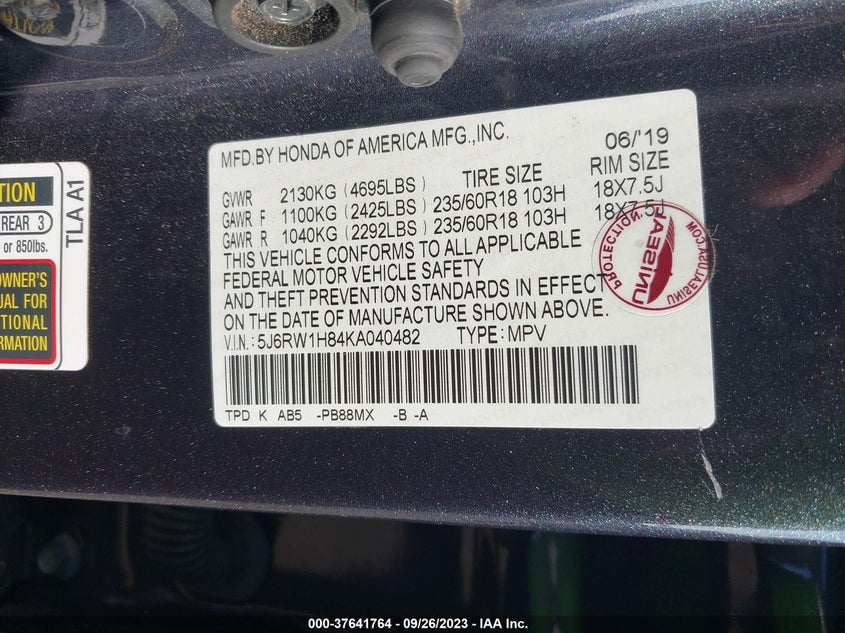 MFD.BY HONDA OF AMERICA MFG.,INC. 06/'19
GVWR 2130KG (4695LBS) TIRE SIZE RIM SIZE
GAWR F 1100KG (2425LBS) 235/60R18 103H 18X7.5J
GAWR R 1040KG (2292LBS) 235/60R18 103H 18X7.5J
THIS VEHICLE CONFORMS TO ALL APPLICABLE
FEDERAL MOTOR VEHICLE SAFETY
AND THEFT PREVENTION STANDARDS IN EFFECT
ON THE DATE OF MANUFACTURE SHOWN ABOVE.
V.I.N.: 5J6RW1H84KA040482 TYPE: MPV
TPD K AB5 -PB88MX -B -A
UNISEAL
PROTECTION
UNISEALUSA.COM
TION
REAR 3
or 850lbs.
OWNER'S
UAL FOR
TIONAL
RMATION
TLA A1
000-37641764 - 09/26/2023 - IAA Inc.